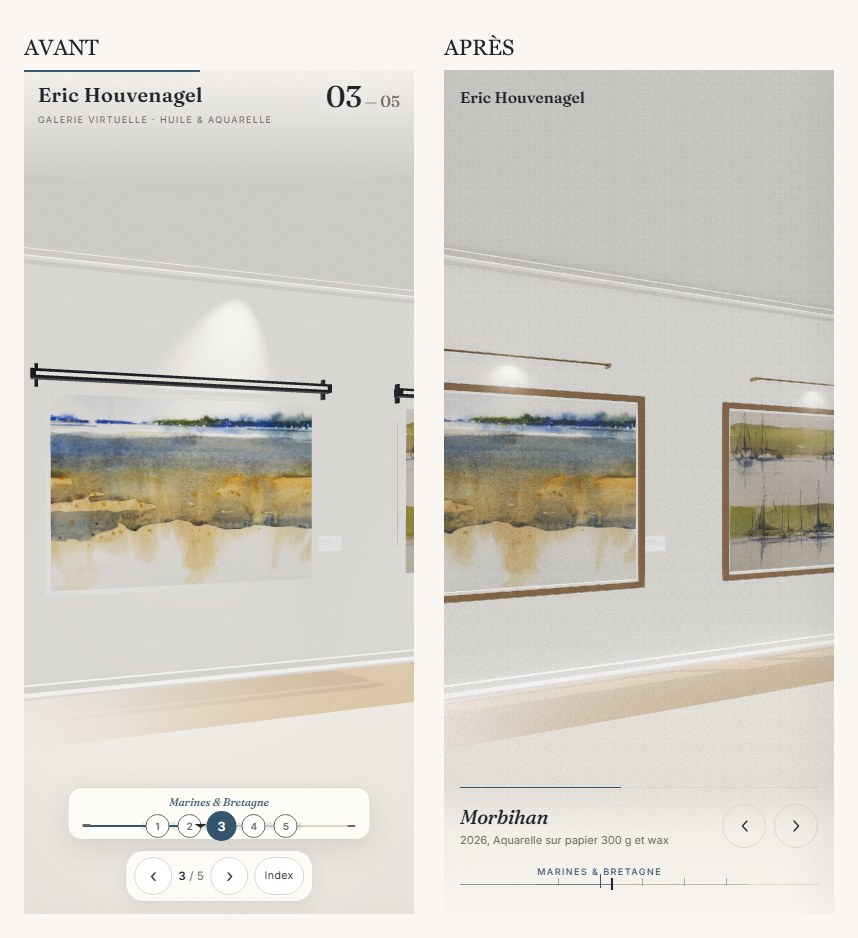 AVANT
Eric Houvenagel
03 — 05
GALERIE VIRTUELLE · HUILE & AQUARELLE
Marines & Bretagne
1 2 3 4 5
3 / 5
Index
APRÈS
Eric Houvenagel
Morbihan
2026, Aquarelle sur papier 300 g et wax
MARINES & BRETAGNE